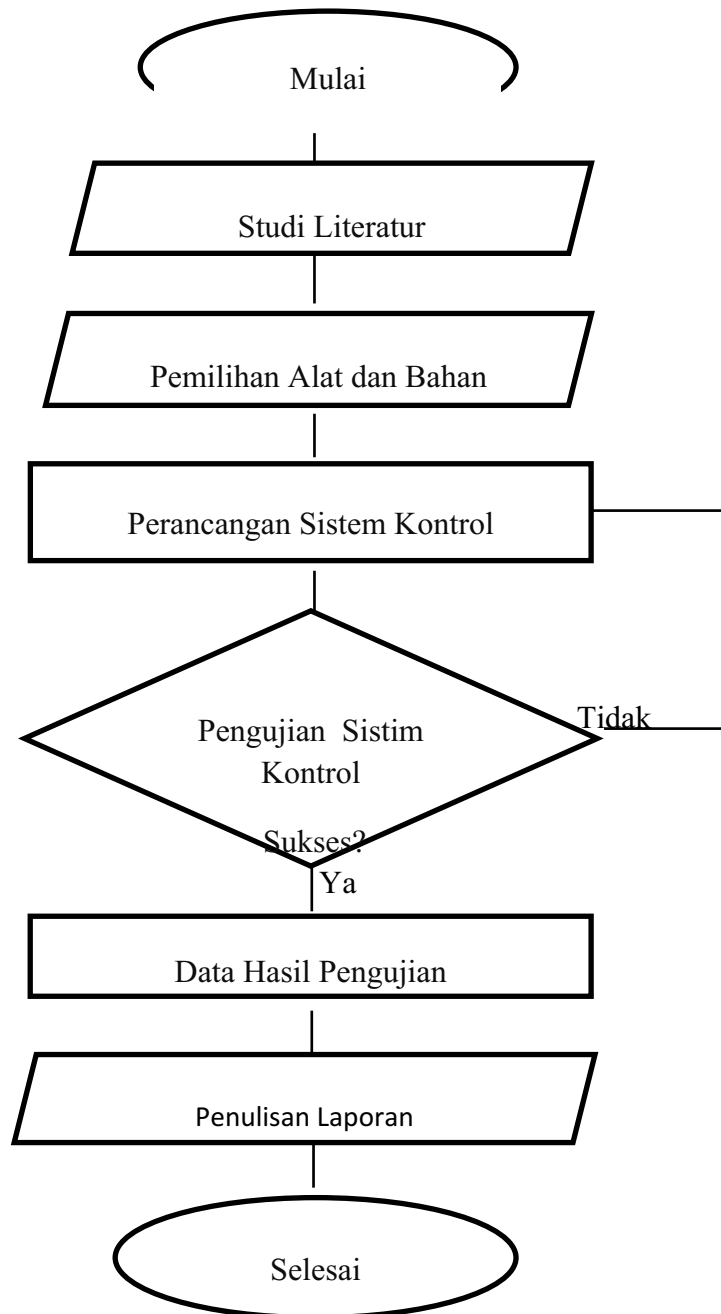 Mulai
Studi Literatur
Pemilihan Alat dan Bahan
Perancangan Sistem Kontrol
Pengujian Sistim
Kontrol
Sukses?
Tidak
Ya
Data Hasil Pengujian
Penulisan Laporan
Selesai